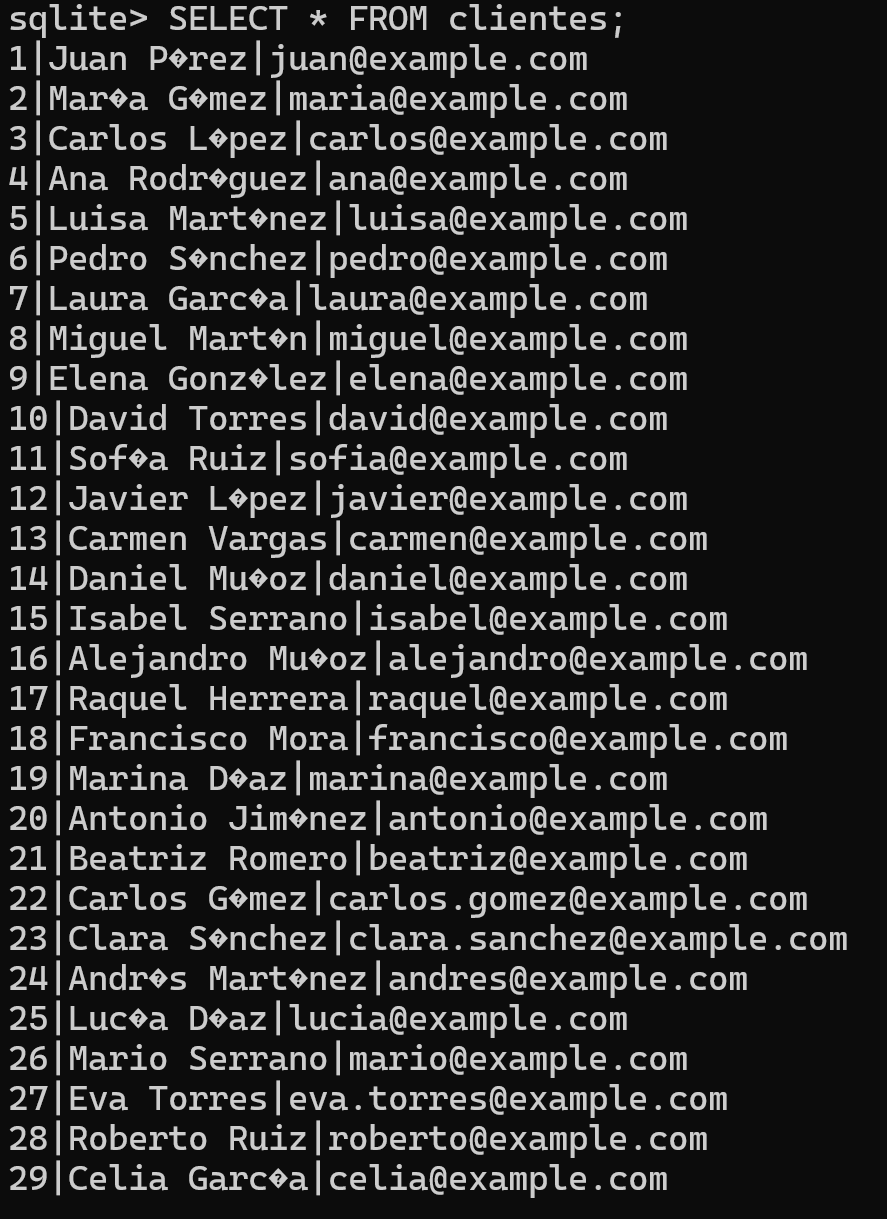 sqlite> SELECT * FROM clientes;
1|Juan P�rez|juan@example.com
2|Mar�a G�mez|maria@example.com
3|Carlos L�pez|carlos@example.com
4|Ana Rodr�guez|ana@example.com
5|Luisa Mart�nez|luisa@example.com
6|Pedro S�nchez|pedro@example.com
7|Laura Garc�a|laura@example.com
8|Miguel Mart�n|miguel@example.com
9|Elena Gonz�lez|elena@example.com
10|David Torres|david@example.com
11|Sof�a Ruiz|sofia@example.com
12|Javier L�pez|javier@example.com
13|Carmen Vargas|carmen@example.com
14|Daniel Mu�oz|daniel@example.com
15|Isabel Serrano|isabel@example.com
16|Alejandro Mu�oz|alejandro@example.com
17|Raquel Herrera|raquel@example.com
18|Francisco Mora|francisco@example.com
19|Marina D�az|marina@example.com
20|Antonio Jim�nez|antonio@example.com
21|Beatriz Romero|beatriz@example.com
22|Carlos G�mez|carlos.gomez@example.com
23|Clara S�nchez|clara.sanchez@example.com
24|Andr�s Mart�nez|andres@example.com
25|Luc�a D�az|lucia@example.com
26|Mario Serrano|mario@example.com
27|Eva Torres|eva.torres@example.com
28|Roberto Ruiz|roberto@example.com
29|Celia Garc�a|celia@example.com